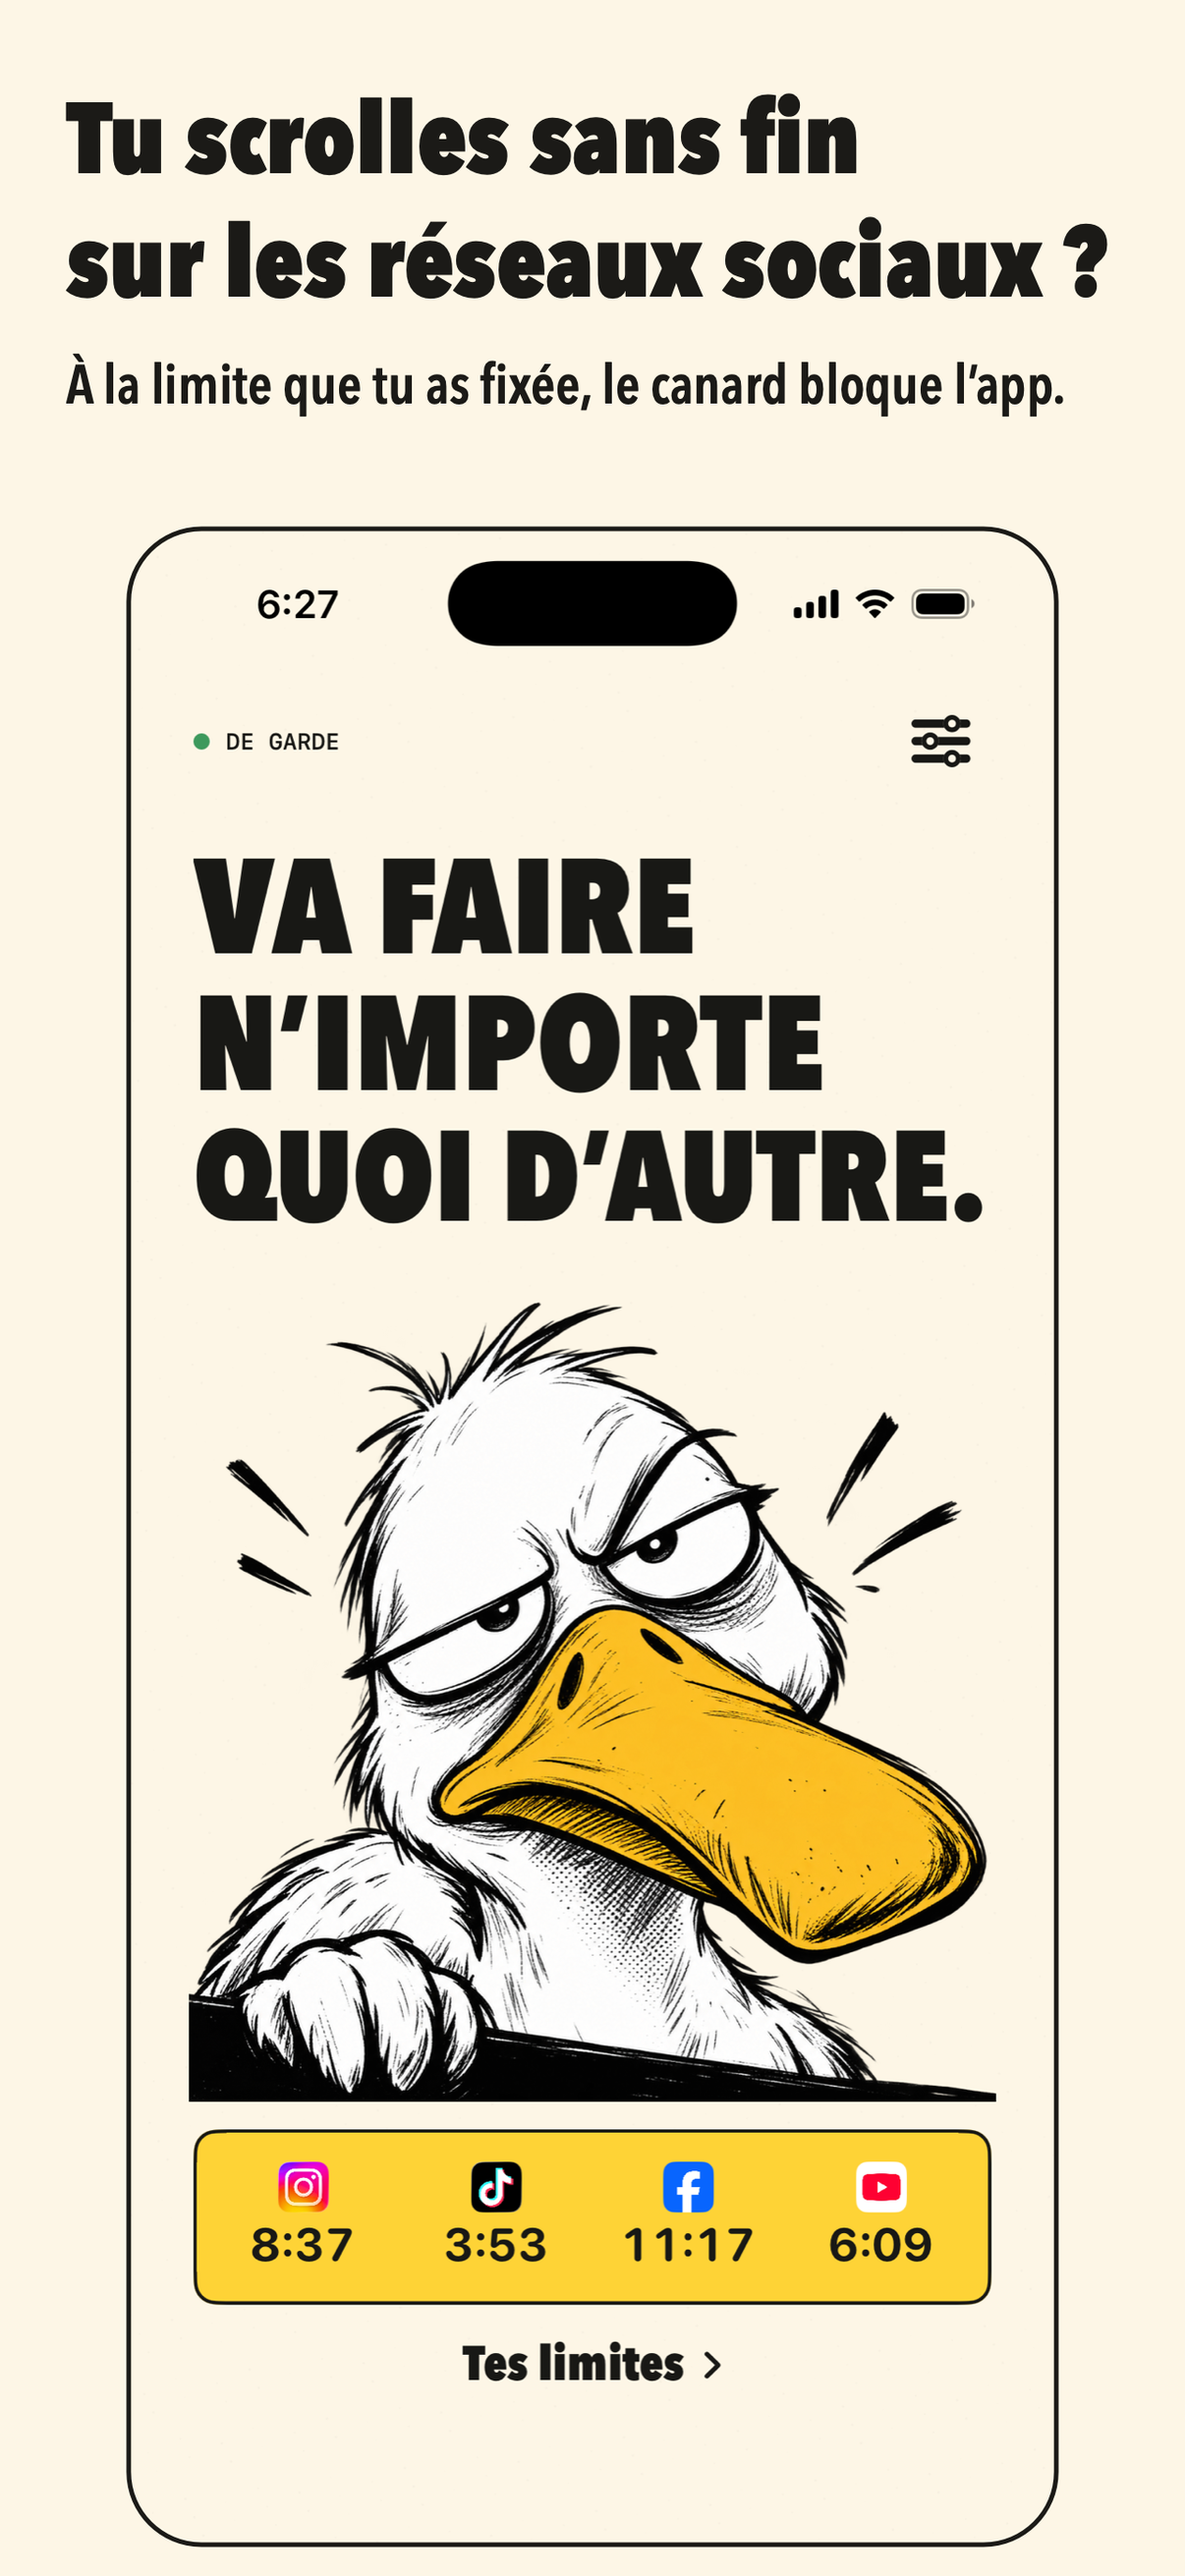 Tu scrolles sans fin
sur les réseaux sociaux ?
À la limite que tu as fixée, le canard bloque l’app.
6:27
DE GARDE
VA FAIRE
N’IMPORTE
QUOI D’AUTRE.
8:37 3:53 11:17 6:09
Tes limites >